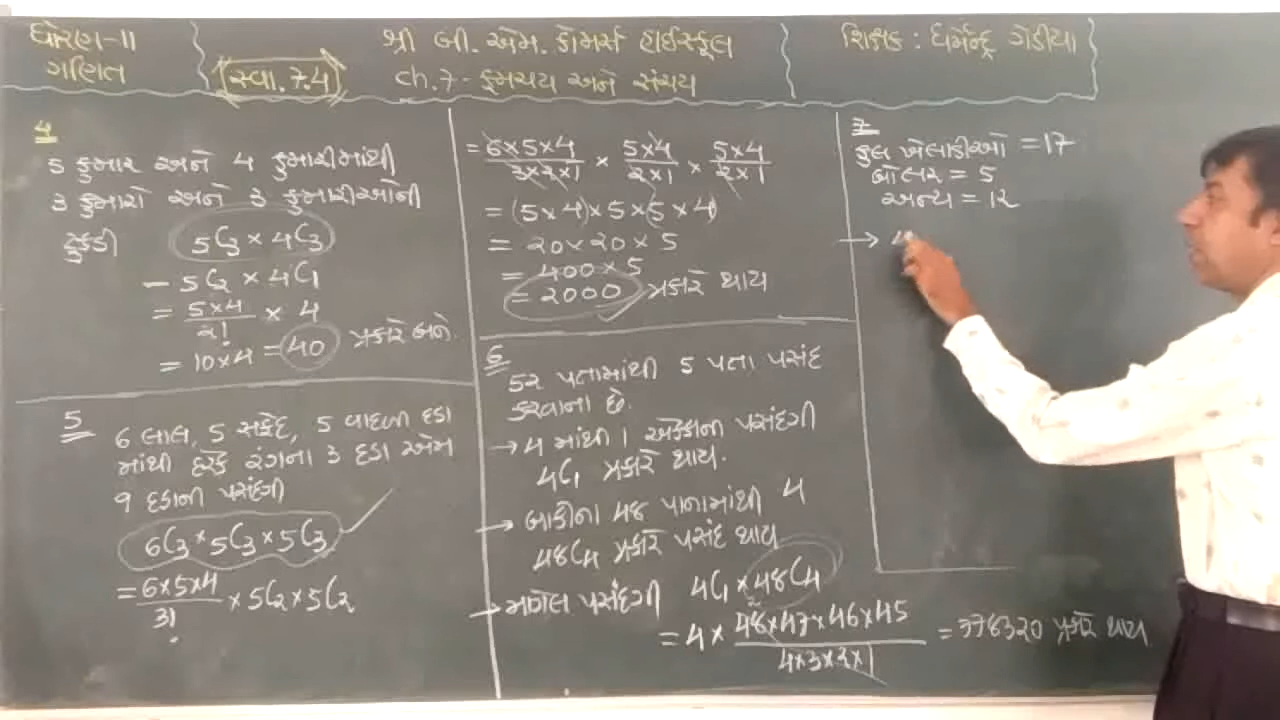 ધોરણ-11
ગણિત
સ્વા. 7.4
શ્રી બી. એમ. કોમર્સ હાઈસ્કૂલ
ch.7 - ક્રમચય અને સંચય
શિક્ષક : ધર્મેન્દ્ર ગેડીયા
4
5 કુમાર અને 4 કુમારીમાંથી
3 કુમારો અને 3 કુમારીઓની
ટુકડી 5C3 × 4C3
= 5C2 × 4C1
= 5×4/2! × 4
= 10×4 = 40 પ્રકારે બને.
5
6 લાલ, 5 સફેદ, 5 વાદળી દડા
માંથી દરેક રંગના 3 દડા એમ
9 દડાની પસંદગી
6C3 × 5C3 × 5C3
= 6×5×4/3! × 5C2 × 5C2
= 6×5×4/3×2×1 × 5×4/2×1 × 5×4/2×1
= (5×4)×5×(5×4)
= 20×20×5
= 400×5
= 2000 પ્રકારે થાય
6
52 પતામાંથી 5 પતા પસંદ
કરવાના છે.
→ 4 માંથી 1 એક્કાની પસંદગી
4C1 પ્રકારે થાય.
→ બાકીના 48 પાનામાંથી 4
48C4 પ્રકારે પસંદ થાય
→ માગેલ પસંદગી 4C1 × 48C4
= 4 × 48×47×46×45/4×3×2×1 = 778320 પ્રકારે થાય
7
કુલ ખેલાડીઓ = 17
બોલર = 5
અન્ય = 12
→